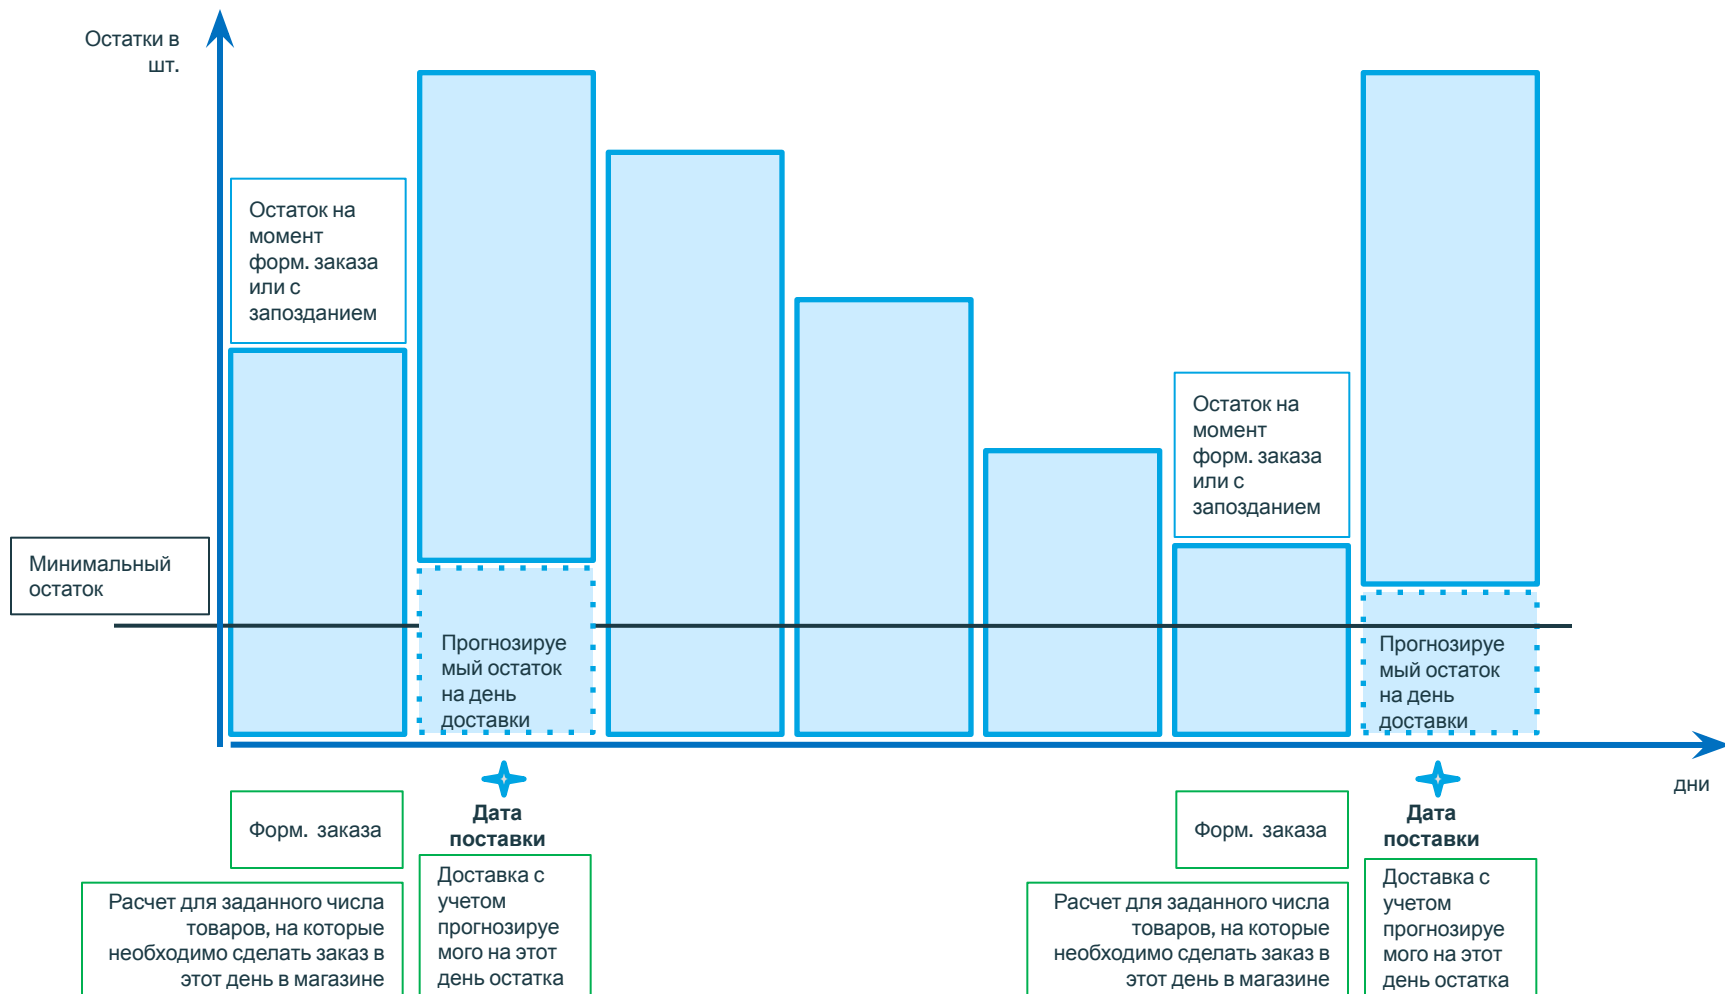 Остатки в
шт.
Остаток на
момент
форм. заказа
или с
запозданием
Остаток на
момент
форм. заказа
или с
запозданием
Минимальный
остаток
Прогнозируе
мый остаток
на день
доставки
Прогнозируе
мый остаток
на день
доставки
дни
Форм. заказа
Дата
поставки
Форм. заказа
Дата
поставки
Расчет для заданного числа
товаров, на которые
необходимо сделать заказ в
этот день в магазине
Доставка с
учетом
прогнозируе
мого на этот
день остатка
Расчет для заданного числа
товаров, на которые
необходимо сделать заказ в
этот день в магазине
Доставка с
учетом
прогнозируе
мого на этот
день остатка